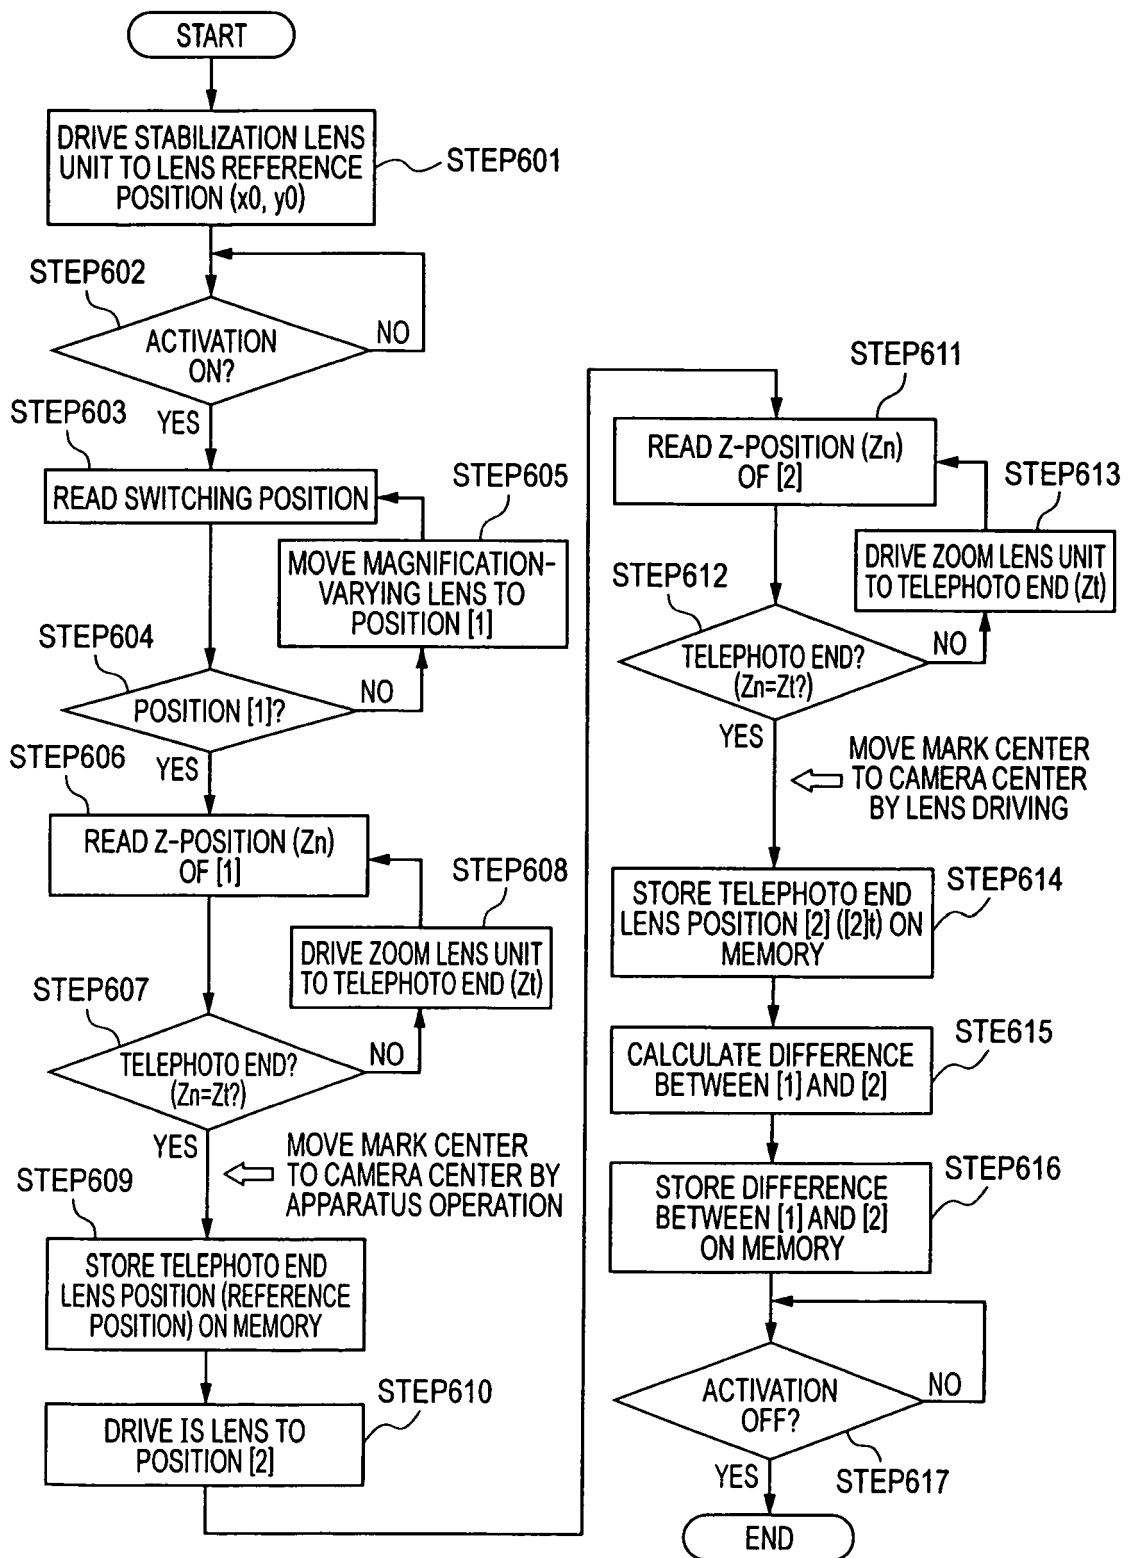 START
DRIVE STABILIZATION LENS
UNIT TO LENS REFERENCE
POSITION (x0, y0)
STEP601
STEP602
ACTIVATION
ON?
NO
YES
STEP603
READ SWITCHING POSITION
STEP605
MOVE MAGNIFICATION-
VARYING LENS TO
POSITION [1]
STEP604
POSITION [1]?
NO
YES
STEP606
READ Z-POSITION (Zn)
OF [1]
STEP608
DRIVE ZOOM LENS UNIT
TO TELEPHOTO END (Zt)
STEP607
TELEPHOTO END?
(Zn=Zt?)
NO
YES
MOVE MARK CENTER
TO CAMERA CENTER BY
APPARATUS OPERATION
STEP609
STORE TELEPHOTO END
LENS POSITION (REFERENCE
POSITION) ON MEMORY
STEP610
DRIVE IS LENS TO
POSITION [2]
STEP611
READ Z-POSITION (Zn)
OF [2]
STEP613
DRIVE ZOOM LENS UNIT
TO TELEPHOTO END (Zt)
STEP612
TELEPHOTO END?
(Zn=Zt?)
NO
YES
MOVE MARK CENTER
TO CAMERA CENTER
BY LENS DRIVING
STORE TELEPHOTO END
LENS POSITION [2] ([2]t) ON
MEMORY
STEP614
CALCULATE DIFFERENCE
BETWEEN [1] AND [2]
STE615
STORE DIFFERENCE
BETWEEN [1] AND [2]
ON MEMORY
STEP616
ACTIVATION
OFF?
NO
YES
STEP617
END